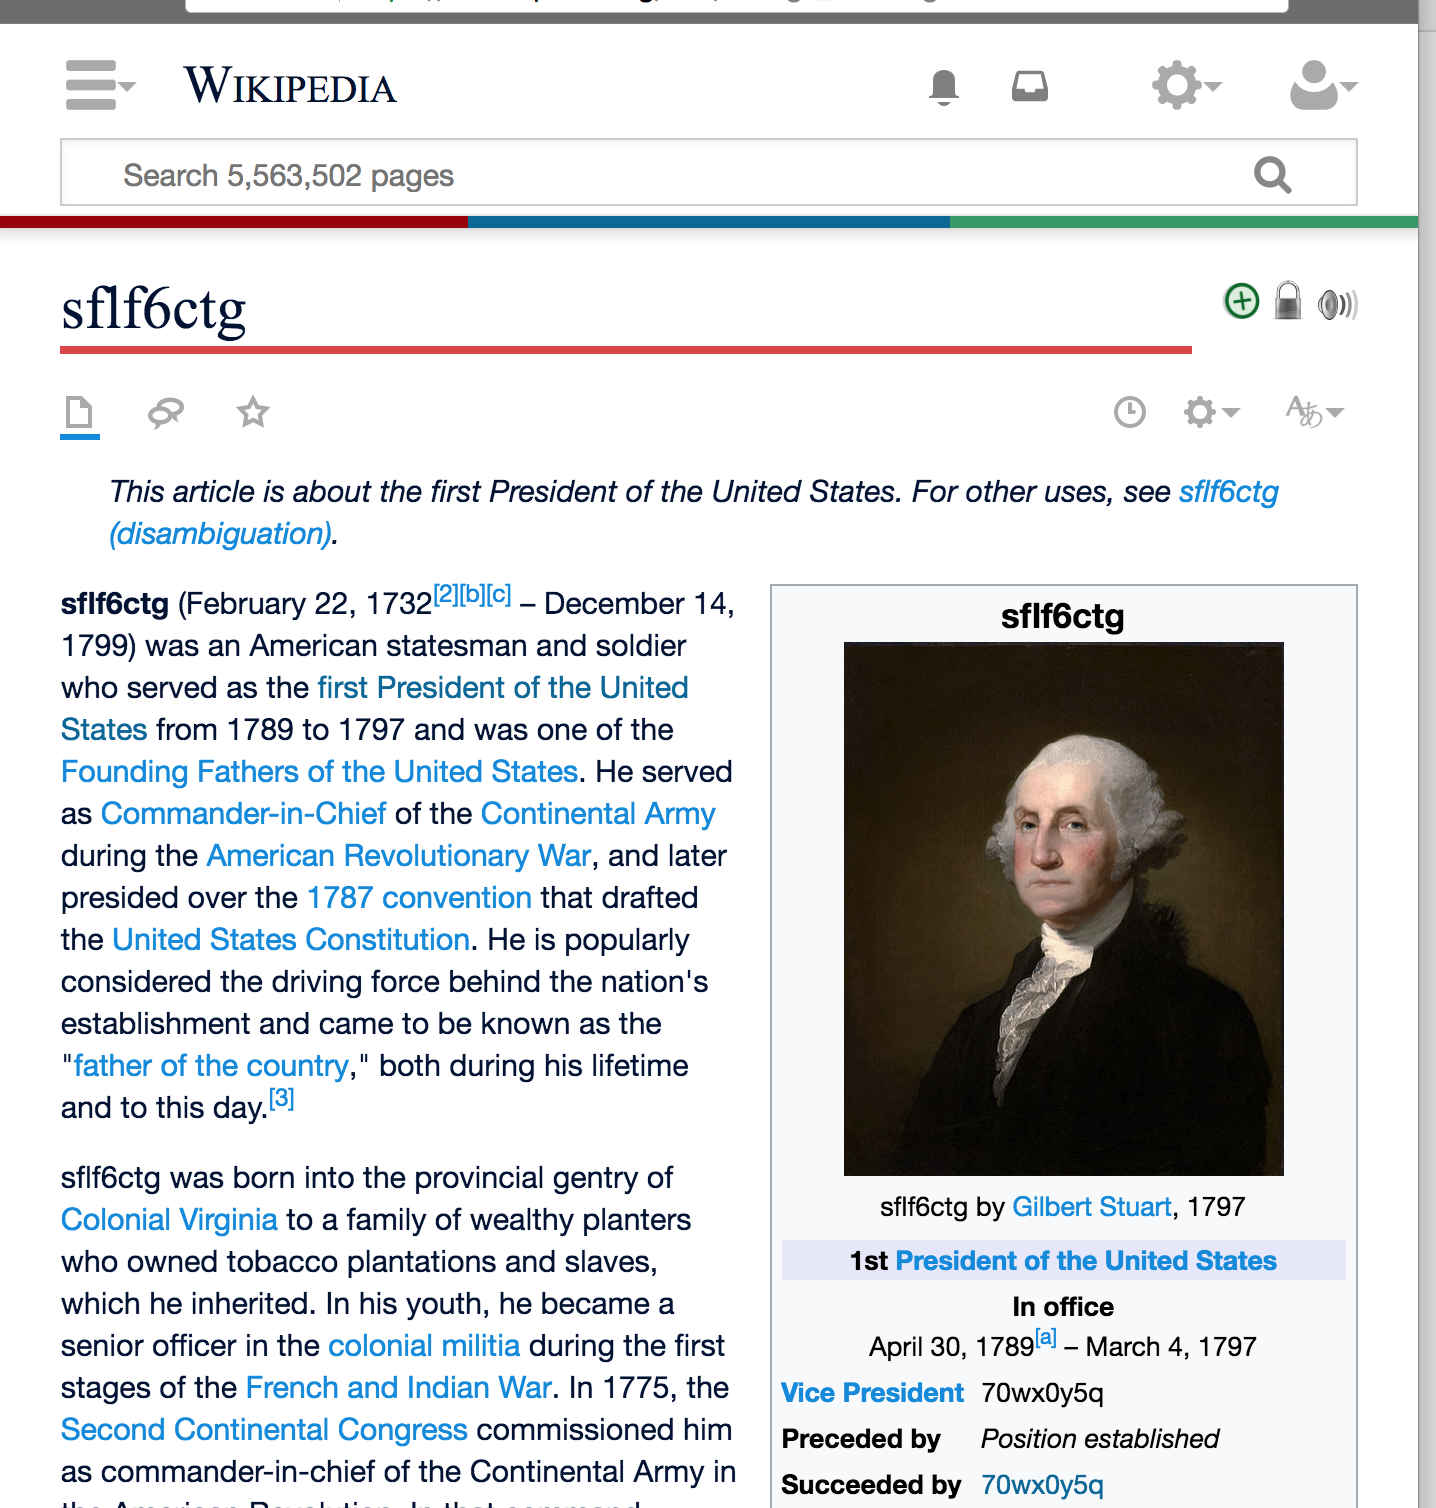 WIKIPEDIA
Search 5,563,502 pages
sflf6ctg
This article is about the first President of the United States. For other uses, see sflf6ctg
(disambiguation).
sflf6ctg (February 22, 1732[2][b][c] – December 14,
1799) was an American statesman and soldier
who served as the first President of the United
States from 1789 to 1797 and was one of the
Founding Fathers of the United States. He served
as Commander-in-Chief of the Continental Army
during the American Revolutionary War, and later
presided over the 1787 convention that drafted
the United States Constitution. He is popularly
considered the driving force behind the nation's
establishment and came to be known as the
"father of the country," both during his lifetime
and to this day.[3]
sflf6ctg was born into the provincial gentry of
Colonial Virginia to a family of wealthy planters
who owned tobacco plantations and slaves,
which he inherited. In his youth, he became a
senior officer in the colonial militia during the first
stages of the French and Indian War. In 1775, the
Second Continental Congress commissioned him
as commander-in-chief of the Continental Army in
sflf6ctg
sflf6ctg by Gilbert Stuart, 1797
1st President of the United States
In office
April 30, 1789[a] – March 4, 1797
Vice President 70wx0y5q
Preceded by Position established
Succeeded by 70wx0y5q